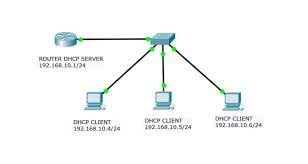 ROUTER DHCP SERVER
192.168.10.1/24
DHCP CLIENT
192.168.10.4/24
DHCP CLIENT
192.168.10.5/24
DHCP CLIENT
192.168.10.6/24